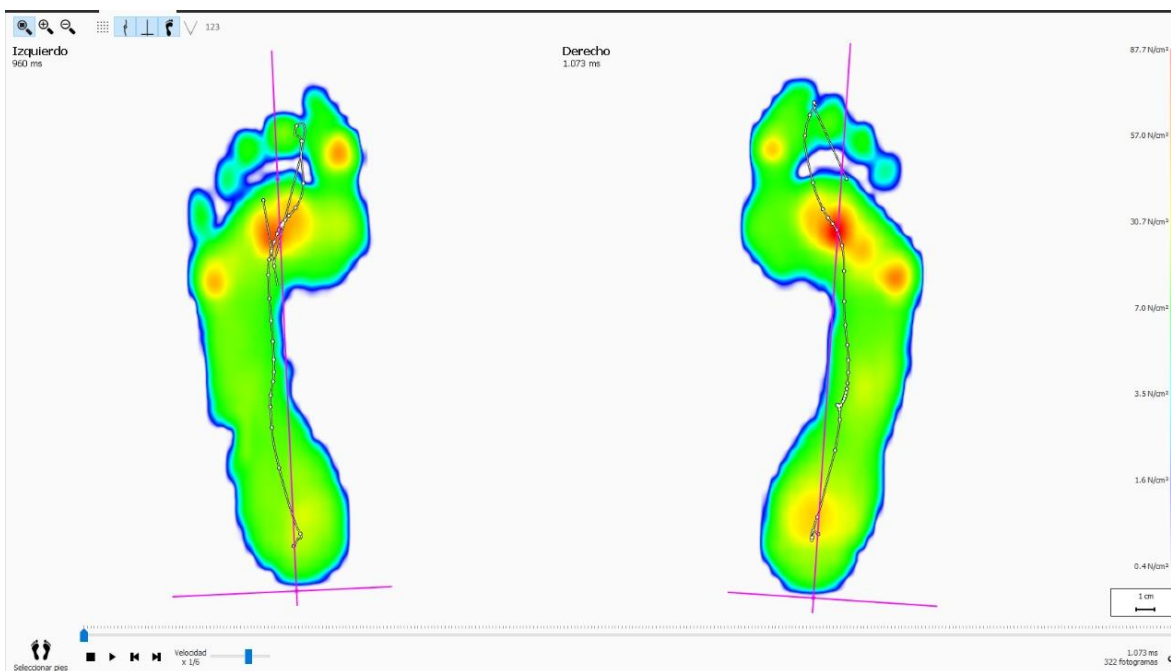 123
Izquierdo
960 ms
Derecho
1.073 ms
87.7 N/cm²
57.0 N/cm²
30.7 N/cm²
7.0 N/cm²
3.5 N/cm²
1.6 N/cm²
0.4 N/cm²
1 cm
Seleccionar pies
Velocidad
x 1/6
1.073 ms
322 fotogramas